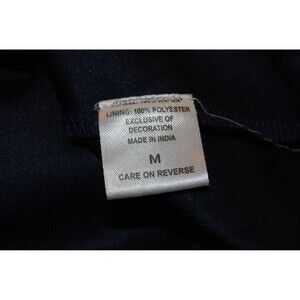 LINING: 100% POLYESTER
EXCLUSIVE OF
DECORATION
MADE IN INDIA
M
CARE ON REVERSE